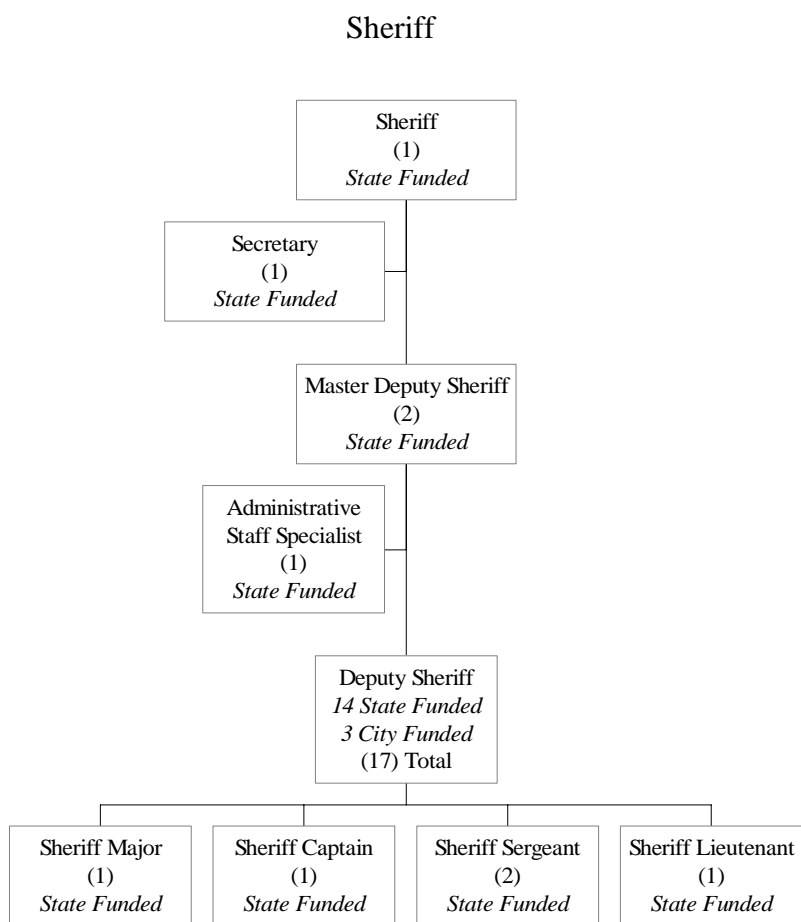 Sheriff
Sheriff
(1)
State Funded
Secretary
(1)
State Funded
Master Deputy Sheriff
(2)
State Funded
Administrative
Staff Specialist
(1)
State Funded
Deputy Sheriff
14 State Funded
3 City Funded
(17) Total
Sheriff Major
(1)
State Funded
Sheriff Captain
(1)
State Funded
Sheriff Sergeant
(2)
State Funded
Sheriff Lieutenant
(1)
State Funded